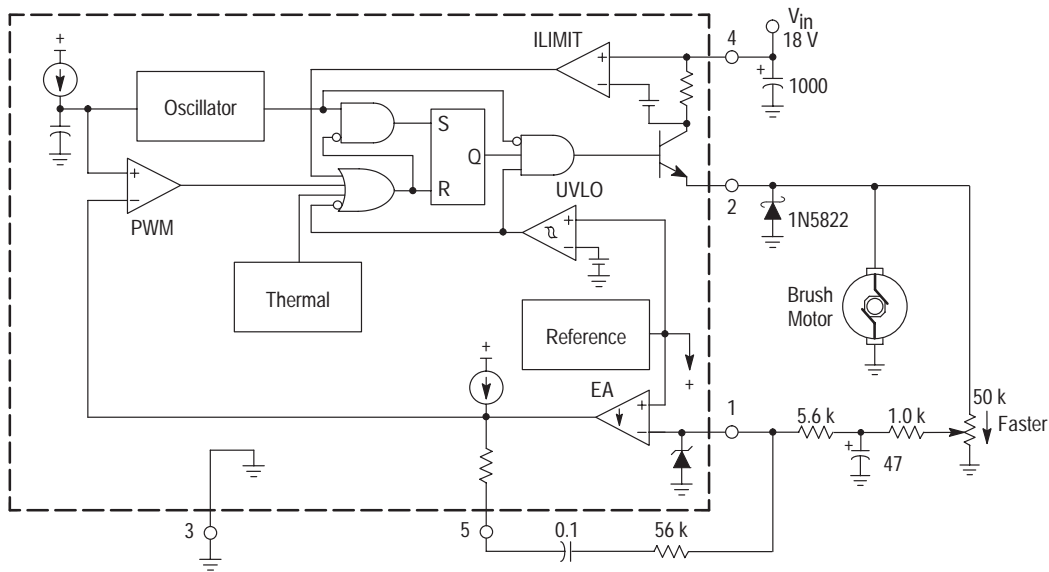 +
Oscillator
ILIMIT
+
−
4
Vin
18 V
+
1000
S
Q
R
+
−
PWM
UVLO
+
−
2
1N5822
Thermal
Brush
Motor
Reference
+
+
EA
+
−
1
5.6 k
1.0 k
50 k
Faster
+
47
3
5
0.1
56 k